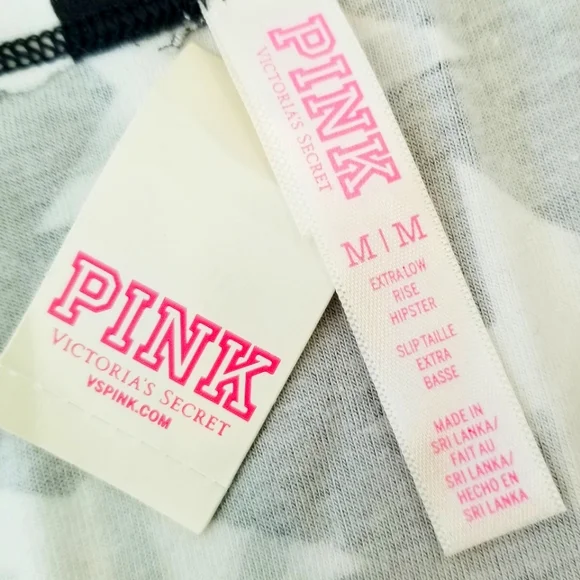 PINK
VICTORIA'S SECRET
VSPINK.COM
PINK
VICTORIA'S SECRET
M | M
EXTRA LOW
RISE
HIPSTER
SLIP TAILLE
EXTRA
BASSE
MADE IN
SRI LANKA/
FAIT AU
SRI LANKA/
HECHO EN
SRI LANKA